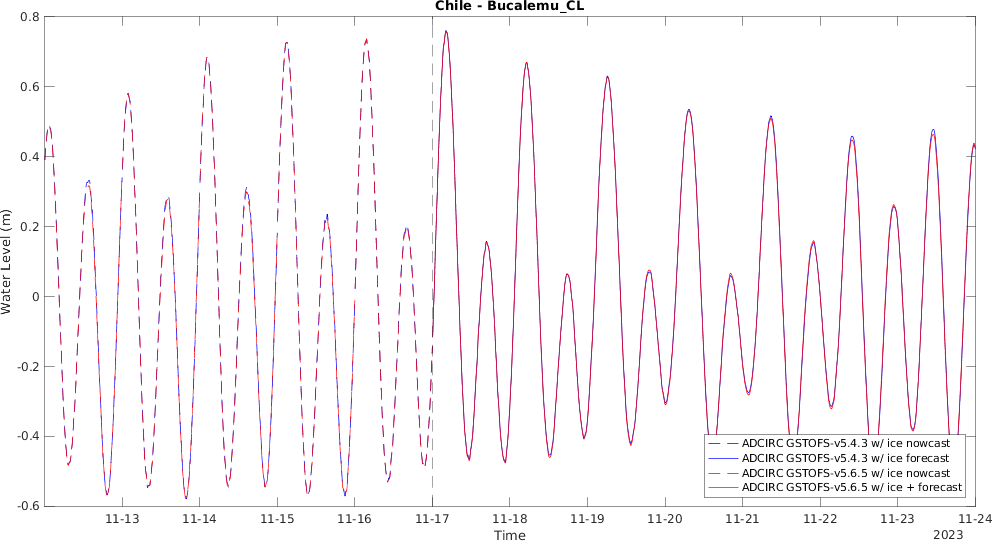 Chile - Bucalemu_CL
Water Level (m)
0.8
0.6
0.4
0.2
0
-0.2
-0.4
-0.6
ADCIRC GSTOFS-v5.4.3 w/ ice nowcast
ADCIRC GSTOFS-v5.4.3 w/ ice forecast
ADCIRC GSTOFS-v5.6.5 w/ ice nowcast
ADCIRC GSTOFS-v5.6.5 w/ ice + forecast
11-13 11-14 11-15 11-16 11-17 11-18 11-19 11-20 11-21 11-22 11-23 11-24
Time
2023